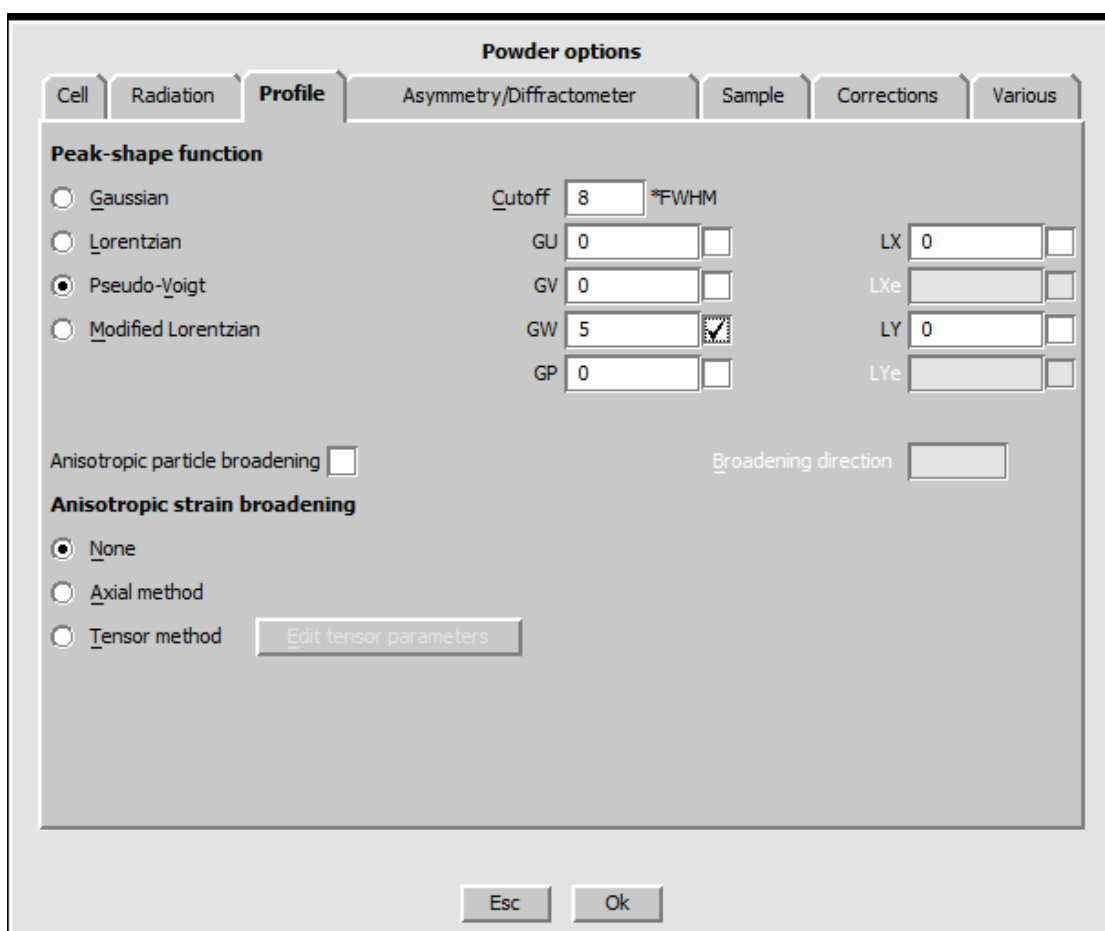 Powder options
Cell Radiation Profile Asymmetry/Diffractometer Sample Corrections Various
Peak-shape function
Gaussian Cutoff 8 *FWHM
Lorentzian GU 0 LX 0
Pseudo-Voigt GV 0 LXe
Modified Lorentzian GW 5 LY 0
GP 0 LYe
Anisotropic particle broadening Broadening direction
Anisotropic strain broadening
None
Axial method
Tensor method Edit tensor parameters
Esc Ok